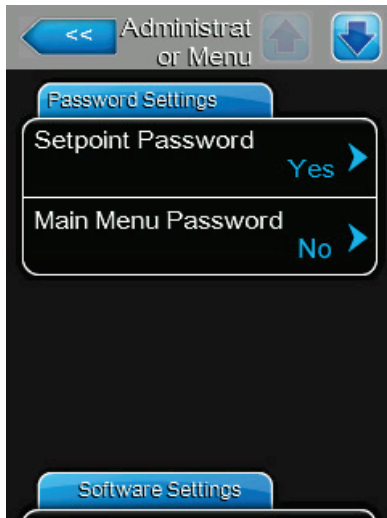 <<
Administrat
or Menu
Password Settings
Setpoint Password
Yes
Main Menu Password
No
Software Settings